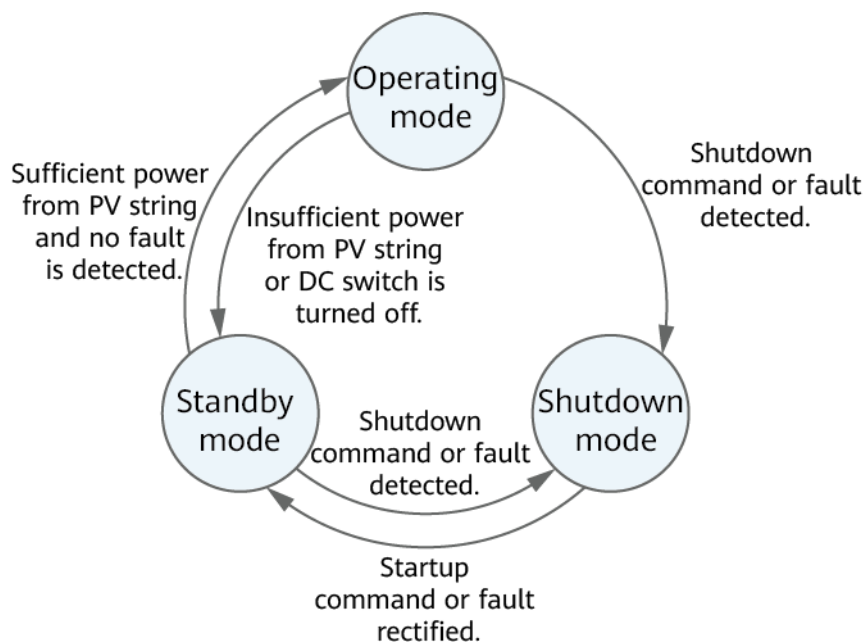 Operating
mode
Sufficient power
from PV string
and no fault
is detected.
Insufficient power
from PV string
or DC switch is
turned off.
Shutdown
command or fault
detected.
Standby
mode
Shutdown
command or fault
detected.
Shutdown
mode
Startup
command or fault
rectified.